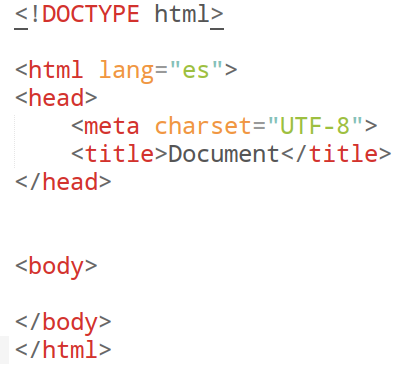 <!DOCTYPE html>
<html lang="es">
<head>
    <meta charset="UTF-8">
    <title>Document</title>
</head>
<body>
</body>
</html>